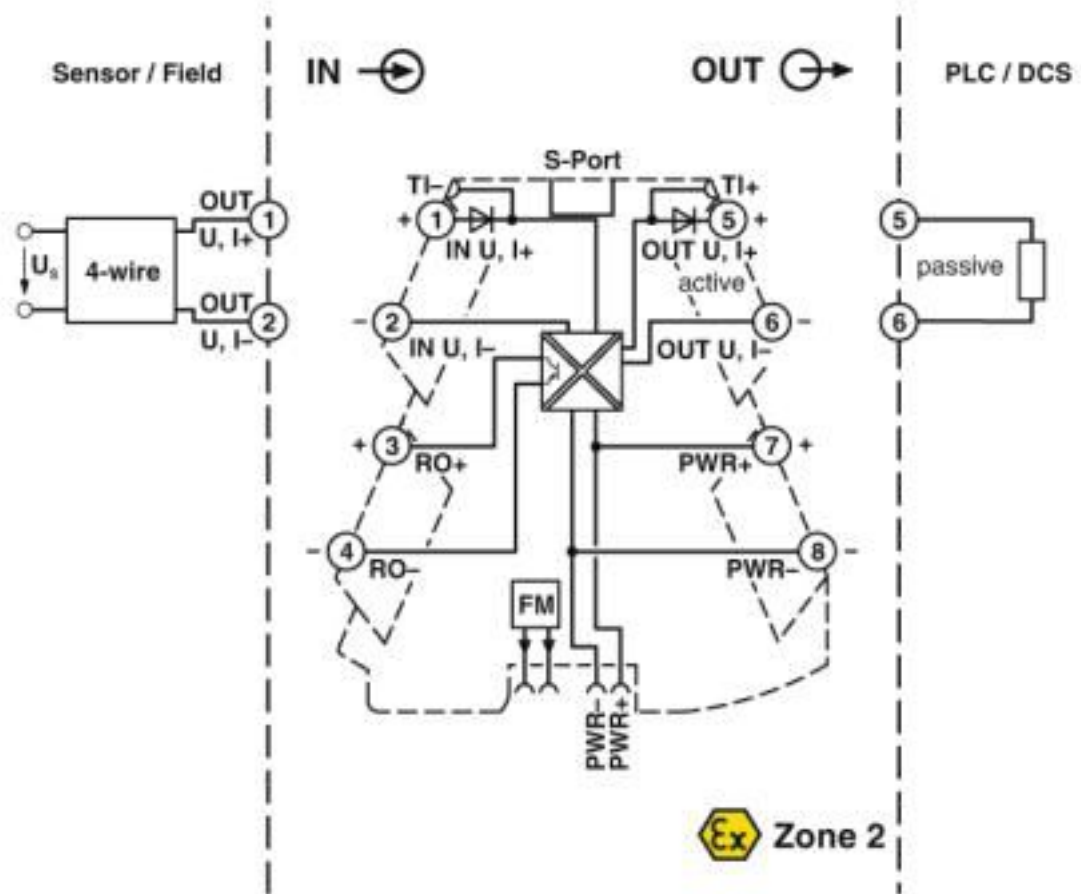 Sensor / Field
IN
OUT
PLC / DCS
S-Port
TI–
TI+
OUT
1
+
1
5
+
5
U, I+
IN U, I+
OUT U, I+
Us
4-wire
active
passive
OUT
2
–
2
6
–
6
U, I–
IN U, I–
OUT U, I–
+
3
7
+
RO+
PWR+
–
4
8
–
RO–
PWR–
FM
PWR–
PWR+
Ex
Zone 2